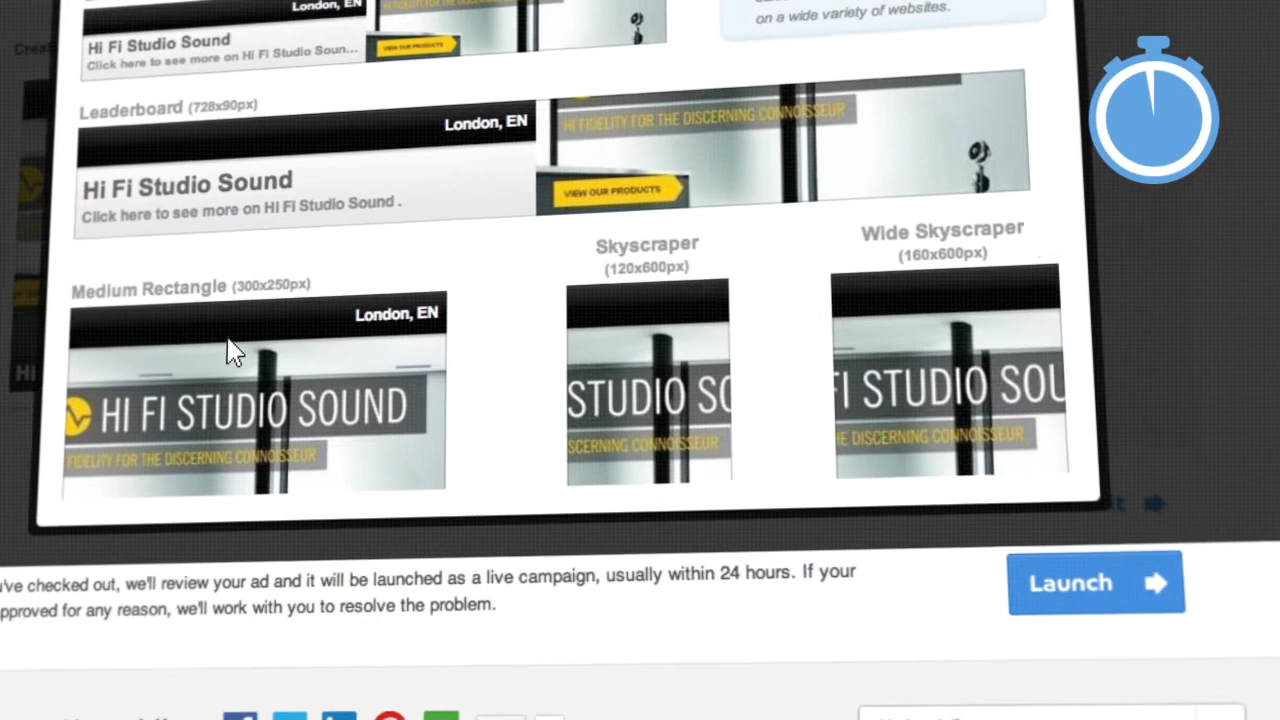 London, EN
on a wide variety of websites.
Hi Fi Studio Sound
Click here to see more on Hi Fi Studio Soun...
VIEW OUR PRODUCTS
Leaderboard (728x90px)
London, EN
HI FIDELITY FOR THE DISCERNING CONNOISSEUR
Hi Fi Studio Sound
Click here to see more on Hi Fi Studio Sound .
VIEW OUR PRODUCTS
Skyscraper
(120x600px)
Wide Skyscraper
(160x600px)
Medium Rectangle (300x250px)
London, EN
HI FI STUDIO SOUND
FIDELITY FOR THE DISCERNING CONNOISSEUR
STUDIO SO
SCERNING CONNOISSEUR
FI STUDIO SOU
HE DISCERNING CONNOISSEUR
Hi
've checked out, we'll review your ad and it will be launched as a live campaign, usually within 24 hours. If your
pproved for any reason, we'll work with you to resolve the problem.
Launch